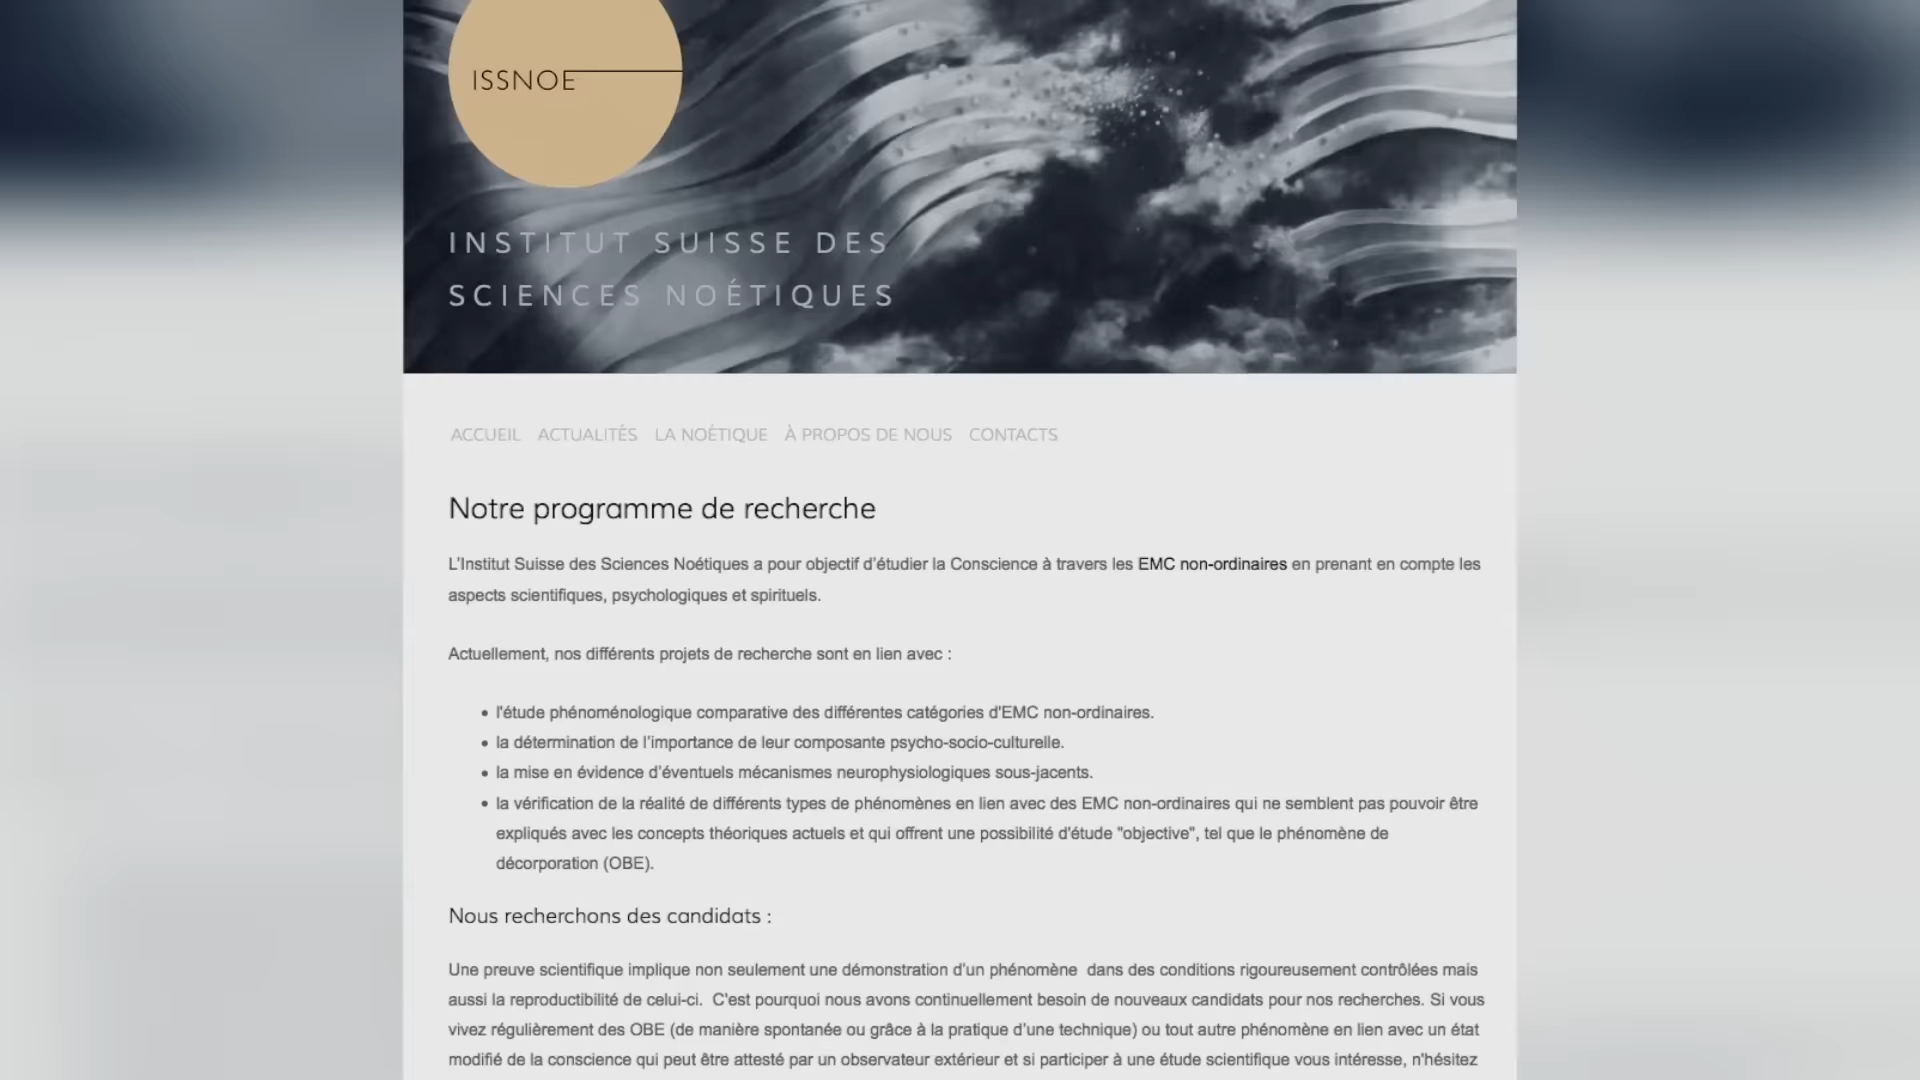 ISSNOE
INSTITUT SUISSE DES
SCIENCES NOÉTIQUES
ACCUEIL ACTUALITÉS LA NOÉTIQUE À PROPOS DE NOUS CONTACTS
Notre programme de recherche
L'Institut Suisse des Sciences Noétiques a pour objectif d'étudier la Conscience à travers les EMC non-ordinaires en prenant en compte les
aspects scientifiques, psychologiques et spirituels.
Actuellement, nos différents projets de recherche sont en lien avec :
• l'étude phénoménologique comparative des différentes catégories d'EMC non-ordinaires.
• la détermination de l'importance de leur composante psycho-socio-culturelle.
• la mise en évidence d'éventuels mécanismes neurophysiologiques sous-jacents.
• la vérification de la réalité de différents types de phénomènes en lien avec des EMC non-ordinaires qui ne semblent pas pouvoir être
expliqués avec les concepts théoriques actuels et qui offrent une possibilité d'étude "objective", tel que le phénomène de
décorporation (OBE).
Nous recherchons des candidats :
Une preuve scientifique implique non seulement une démonstration d'un phénomène dans des conditions rigoureusement contrôlées mais
aussi la reproductibilité de celui-ci. C'est pourquoi nous avons continuellement besoin de nouveaux candidats pour nos recherches. Si vous
vivez régulièrement des OBE (de manière spontanée ou grâce à la pratique d'une technique) ou tout autre phénomène en lien avec un état
modifié de la conscience qui peut être attesté par un observateur extérieur et si participer à une étude scientifique vous intéresse, n'hésitez